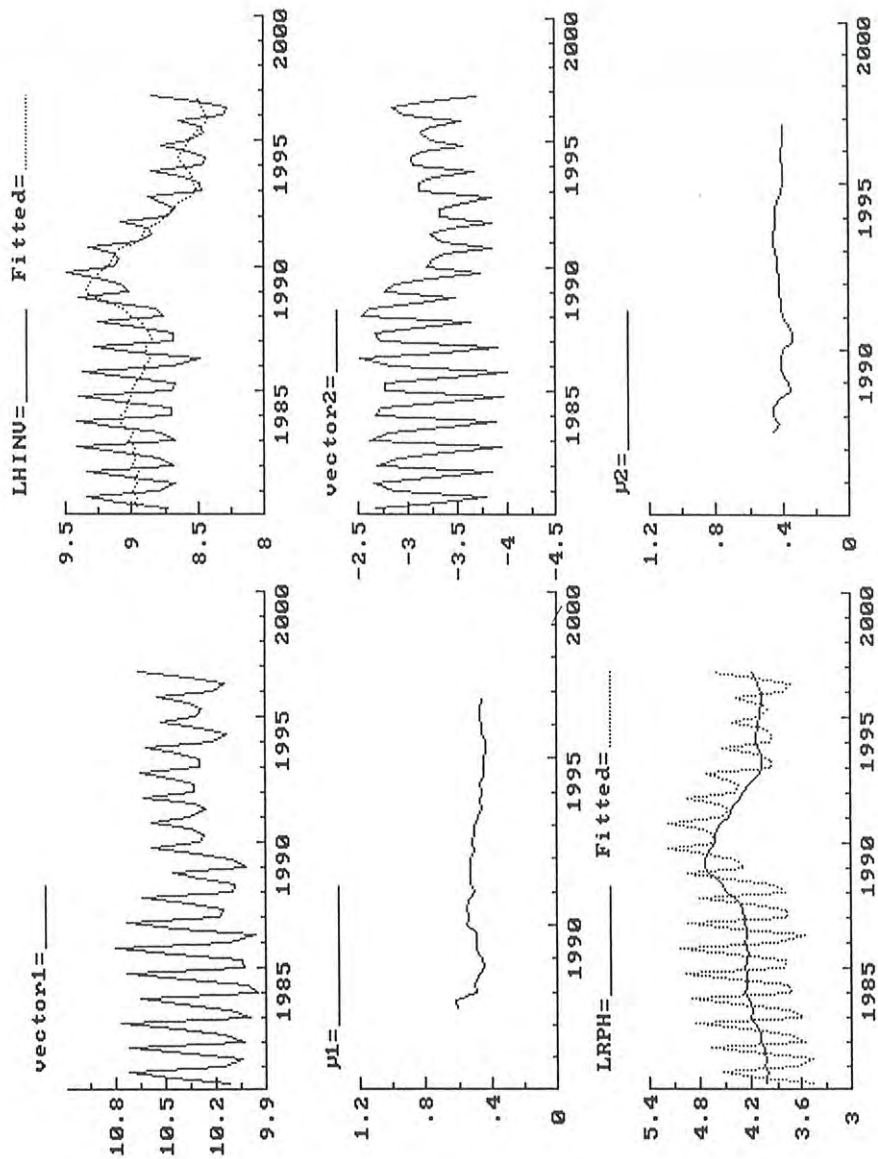 vector1=
10.8
10.5
10.2
9.9
1985 1990 1995 2000
LHINV= Fitted=
9.5
9
8.5
8
1985 1990 1995 2000
μ1=
1.2
.8
.4
0
1990 1995 2000
vector2=
-2.5
-3
-3.5
-4
-4.5
1985 1990 1995 2000
LRPH= Fitted=
5.4
4.8
4.2
3.6
3
1985 1990 1995 2000
μ2=
1.2
.8
.4
0
1990 1995 2000